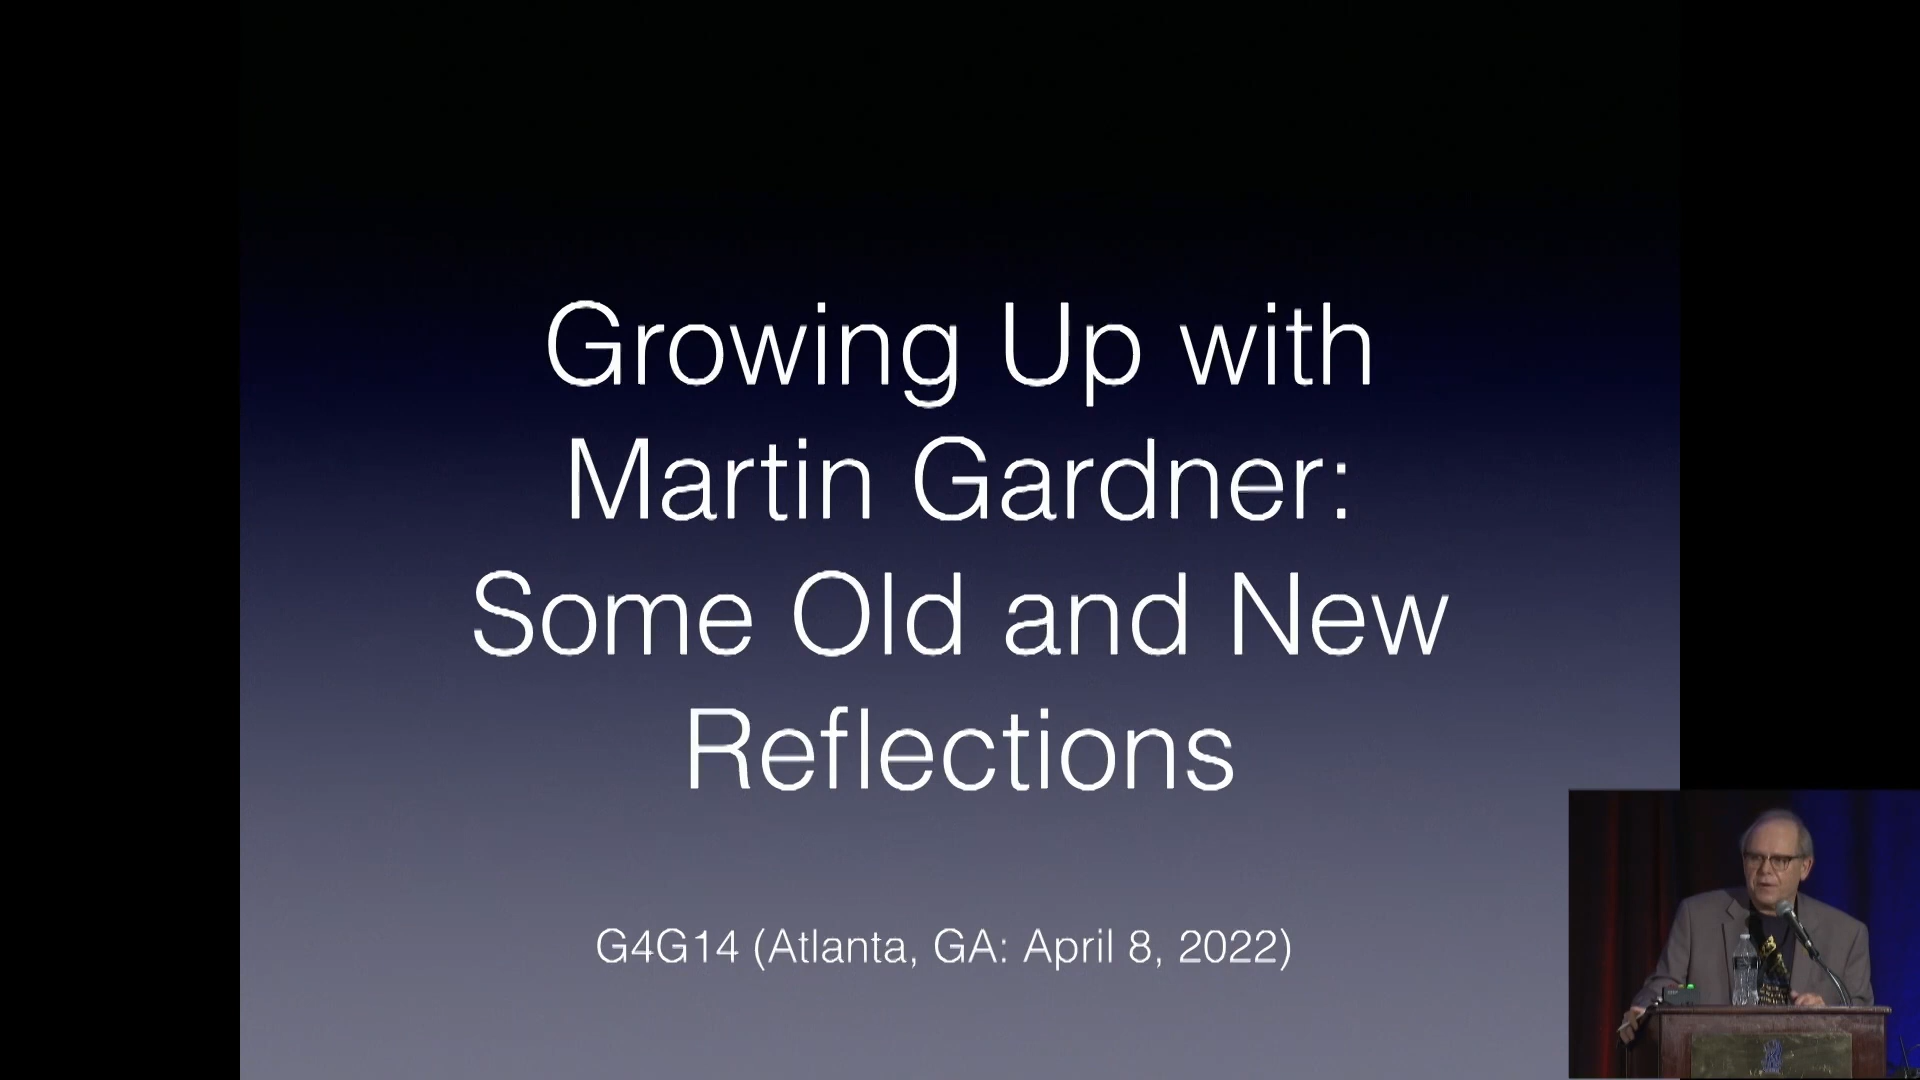 Growing Up with
Martin Gardner:
Some Old and New
Reflections
G4G14 (Atlanta, GA: April 8, 2022)